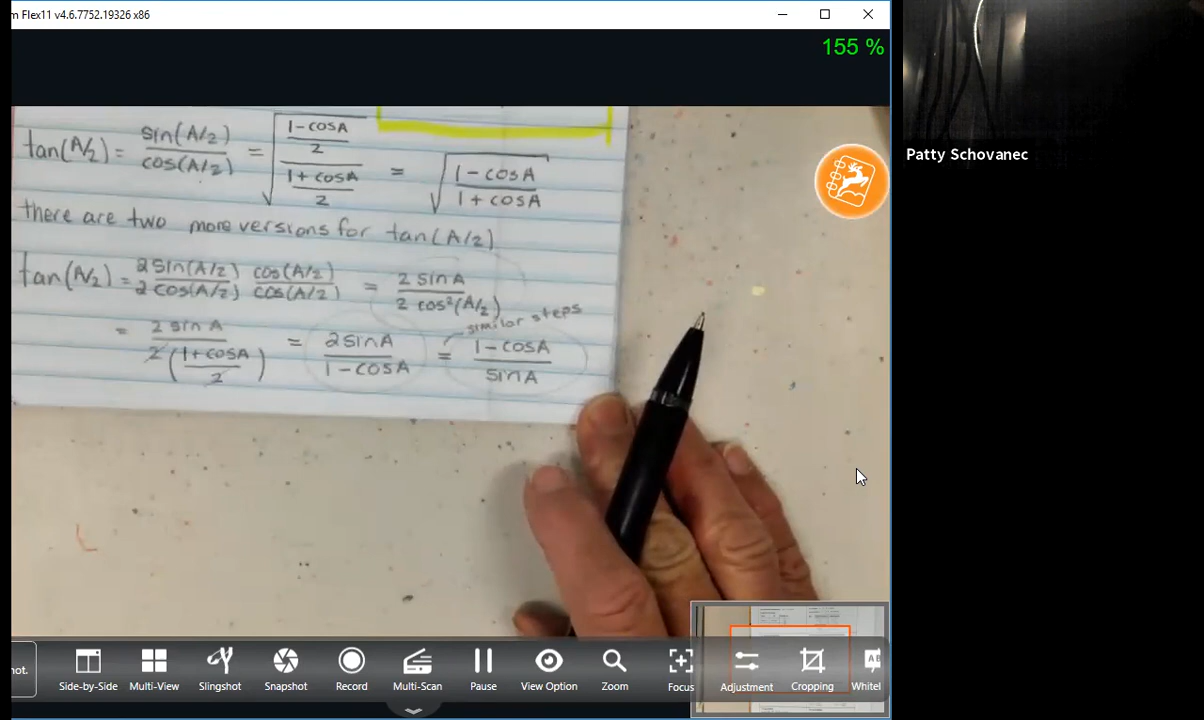 m Flex11 v4.6.7752.19326 x86
155 %
Patty Schovanec
tan(A/2) = sin(A/2)/cos(A/2) = √(((1-cosA)/2)/((1+cosA)/2)) = √((1-cosA)/(1+cosA))
there are two more versions for tan(A/2)
tan(A/2) = 2sin(A/2)/2cos(A/2) cos(A/2)/cos(A/2) = 2 sinA/2 cos²(A/2)
similar steps
= 2 sinA/2((1+cosA)/2) = 2sinA/(1-cosA) = (1-cosA)/sinA
not.
Side-by-Side Multi-View Slingshot Snapshot Record Multi-Scan Pause View Option Zoom Focus Adjustment Cropping Whitel